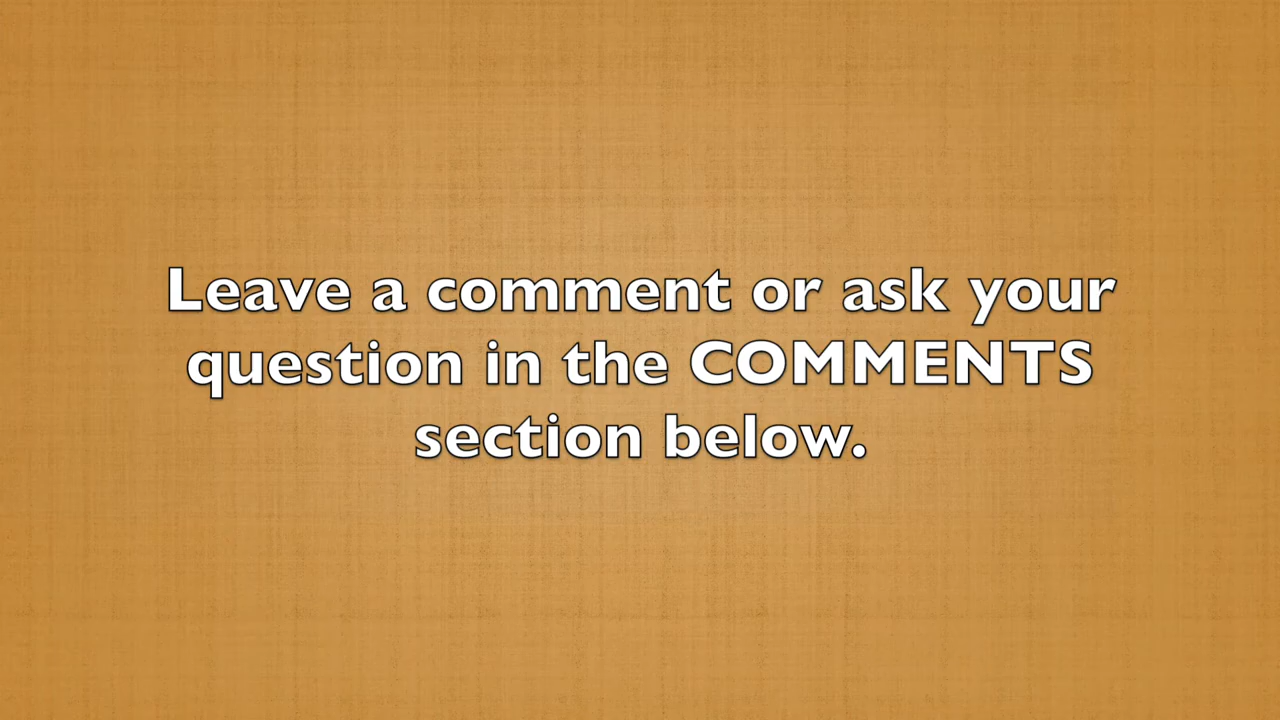 Leave a comment or ask your
question in the COMMENTS
section below.